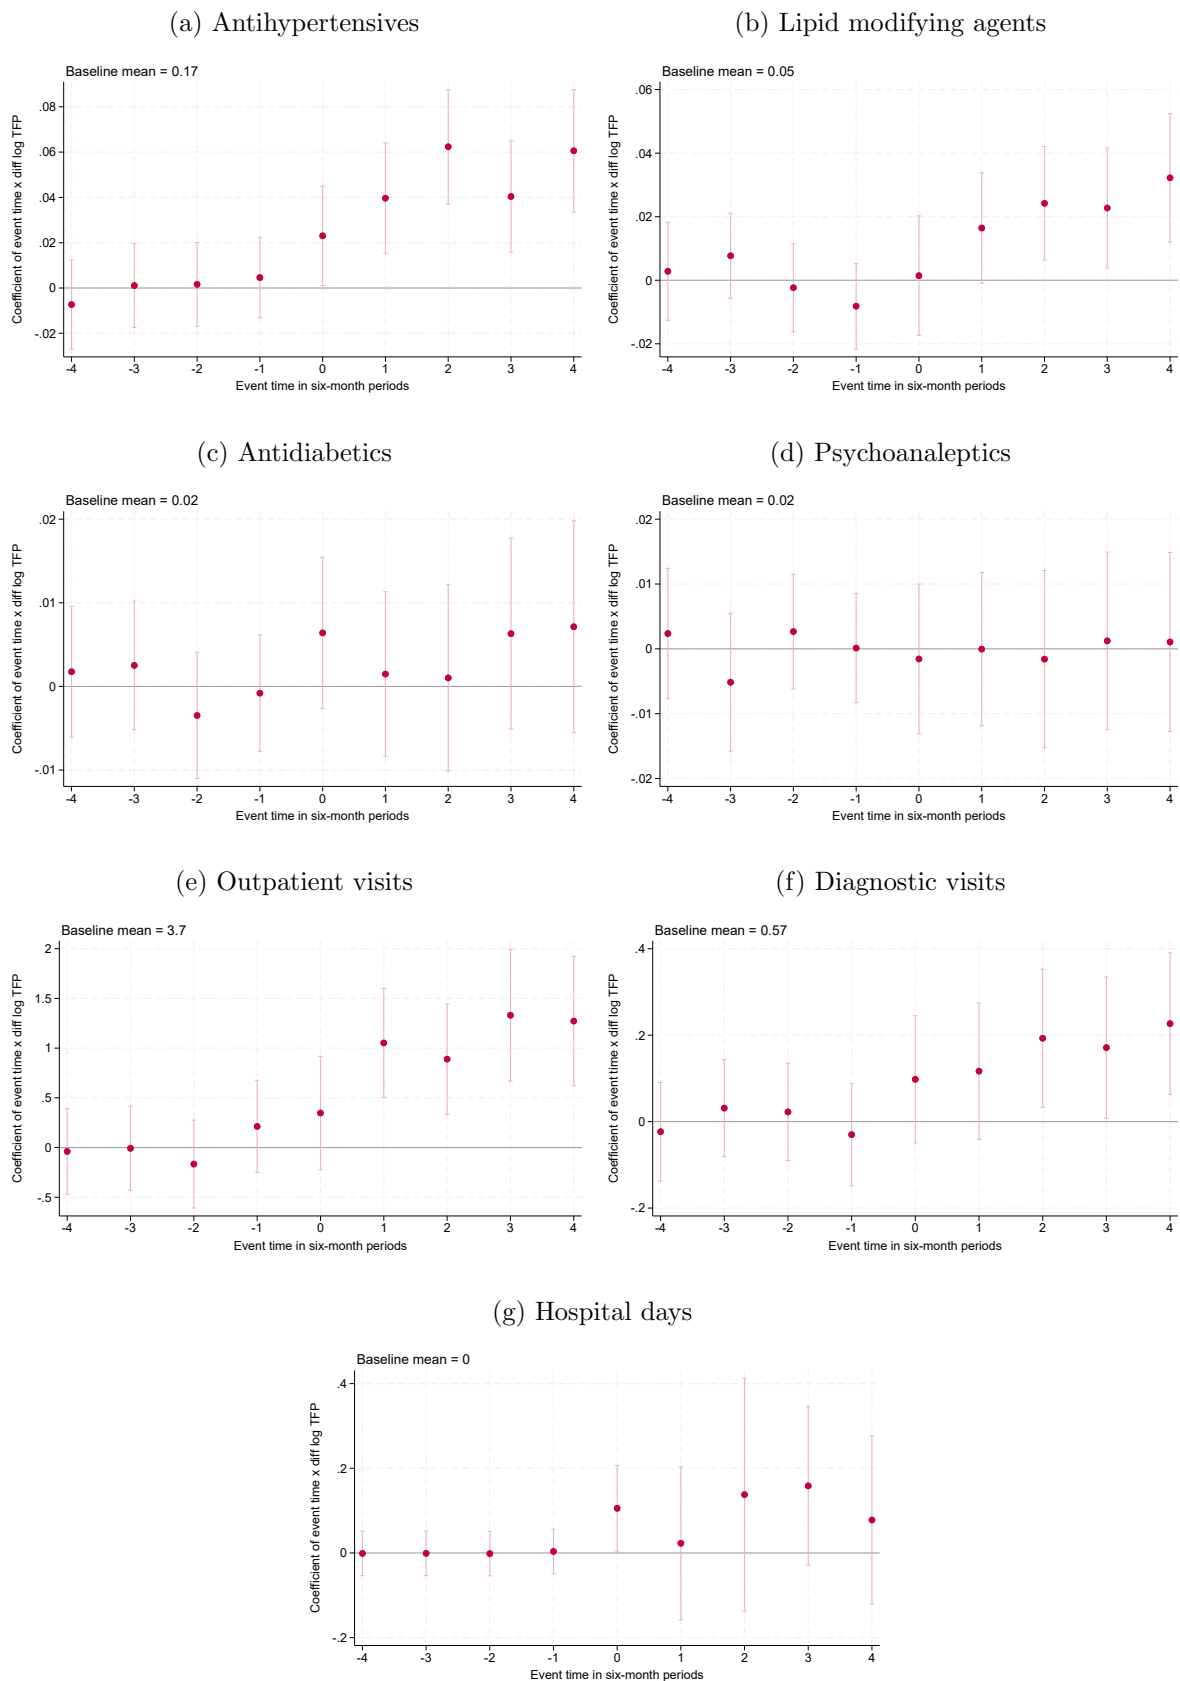 (a) Antihypertensives
Baseline mean = 0.17
Coefficient of event time x diff log TFP
.08
.06
.04
.02
0
-.02
-4 -3 -2 -1 0 1 2 3 4
Event time in six-month periods
(b) Lipid modifying agents
Baseline mean = 0.05
Coefficient of event time x diff log TFP
.06
.04
.02
0
-.02
-4 -3 -2 -1 0 1 2 3 4
Event time in six-month periods
(c) Antidiabetics
Baseline mean = 0.02
Coefficient of event time x diff log TFP
.02
.01
0
-.01
-4 -3 -2 -1 0 1 2 3 4
Event time in six-month periods
(d) Psychoanaleptics
Baseline mean = 0.02
Coefficient of event time x diff log TFP
.02
.01
0
-.01
-.02
-4 -3 -2 -1 0 1 2 3 4
Event time in six-month periods
(e) Outpatient visits
Baseline mean = 3.7
Coefficient of event time x diff log TFP
2
1.5
1
.5
0
-.5
-4 -3 -2 -1 0 1 2 3 4
Event time in six-month periods
(f) Diagnostic visits
Baseline mean = 0.57
Coefficient of event time x diff log TFP
.4
.2
0
-.2
-4 -3 -2 -1 0 1 2 3 4
Event time in six-month periods
(g) Hospital days
Baseline mean = 0
Coefficient of event time x diff log TFP
.4
.2
0
-.2
-4 -3 -2 -1 0 1 2 3 4
Event time in six-month periods